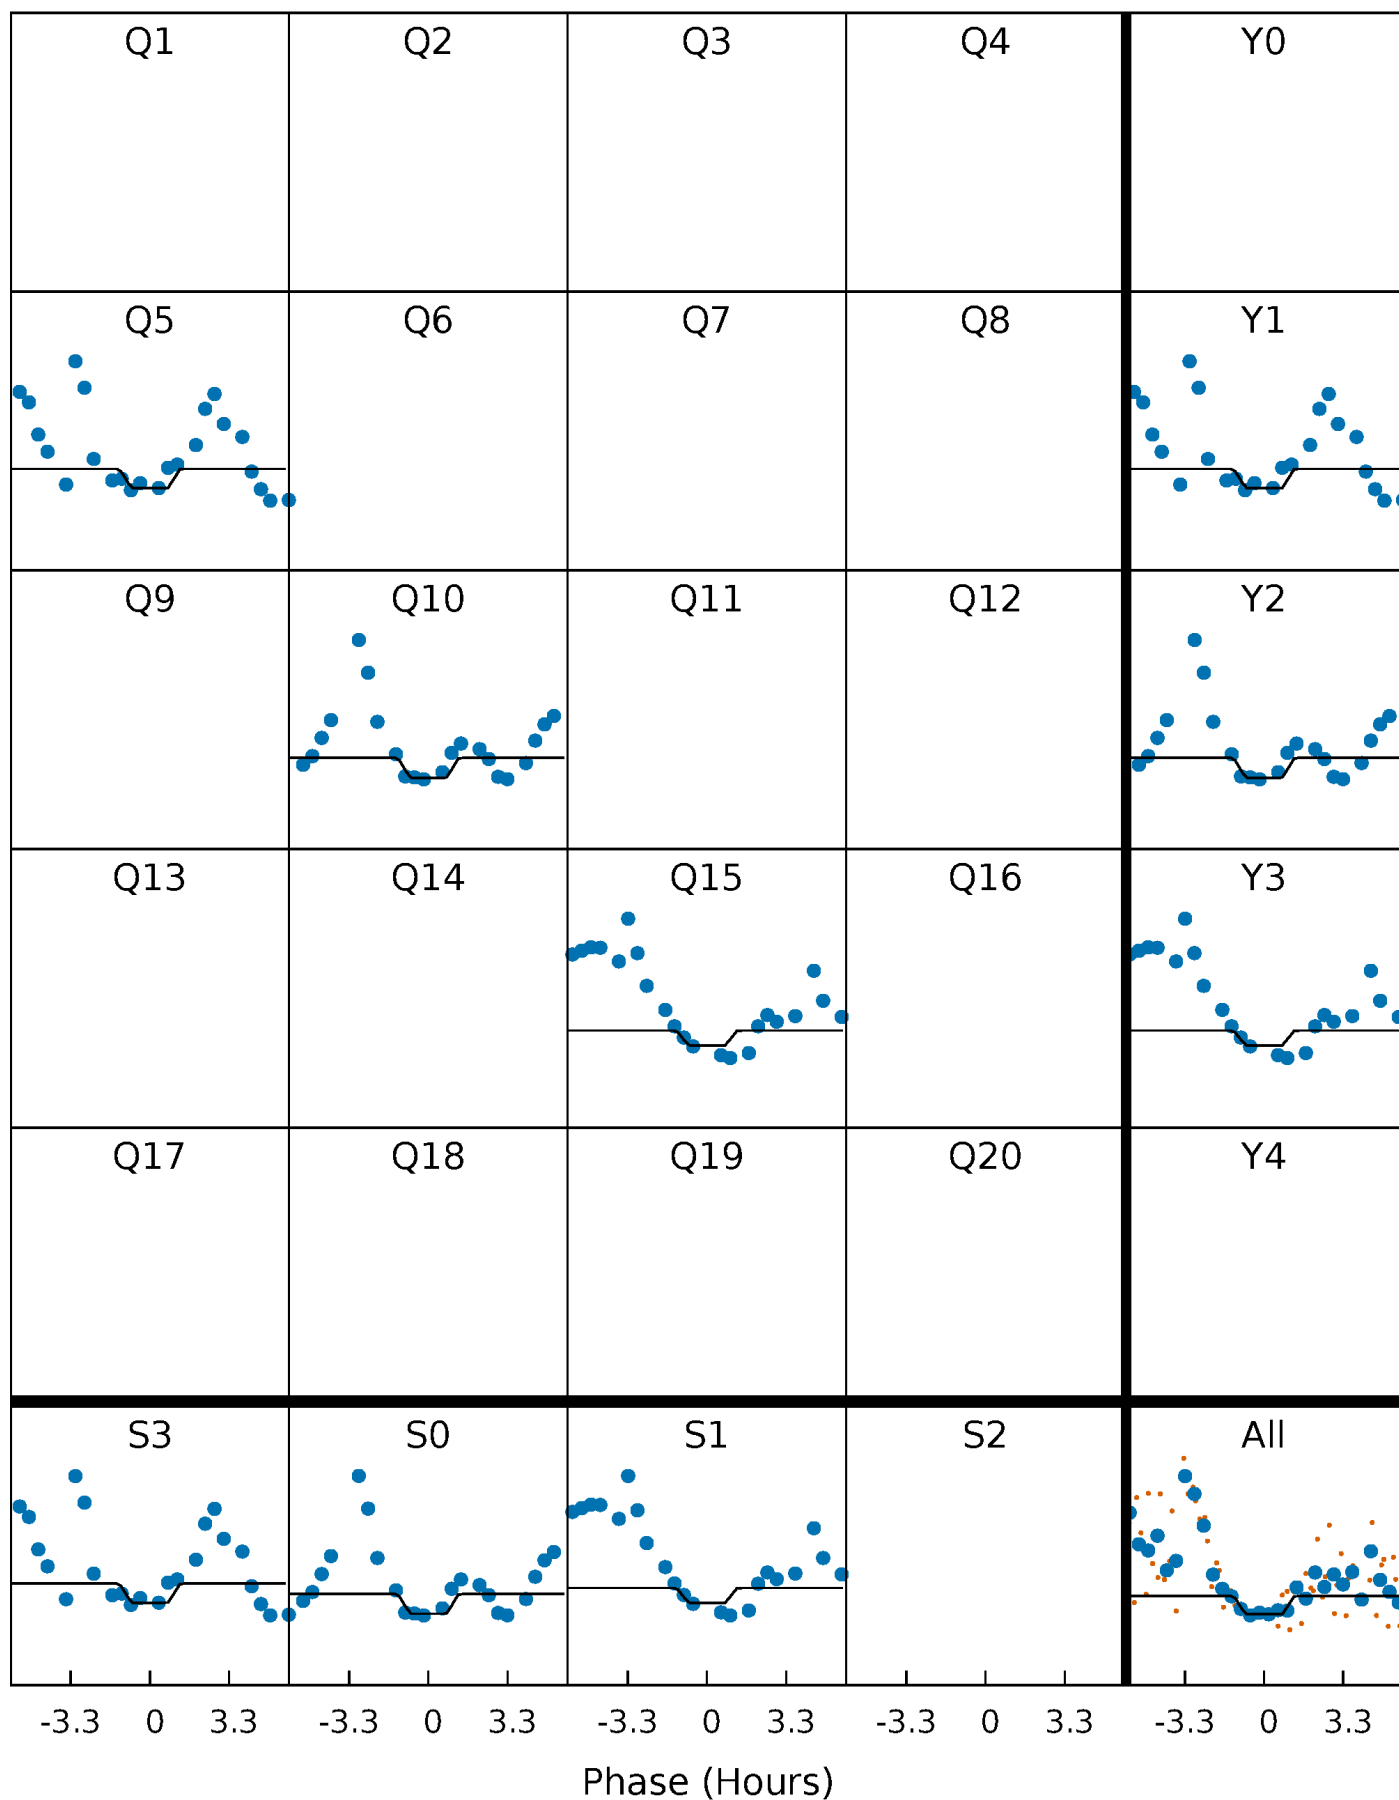 Q1 Q2 Q3 Q4 Y0
Q5 Q6 Q7 Q8 Y1
Q9 Q10 Q11 Q12 Y2
Q13 Q14 Q15 Q16 Y3
Q17 Q18 Q19 Q20 Y4
S3 S0 S1 S2 All
-3.3 0 3.3 -3.3 0 3.3 -3.3 0 3.3 -3.3 0 3.3 -3.3 0 3.3
Phase (Hours)